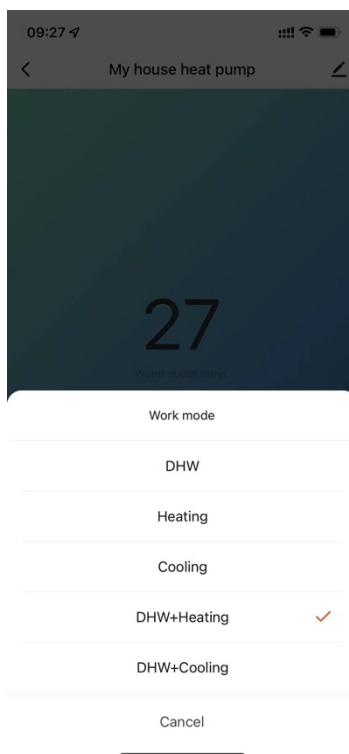 09:27
My house heat pump
27
Water outlet temp.
Work mode
DHW
Heating
Cooling
DHW+Heating
DHW+Cooling
Cancel